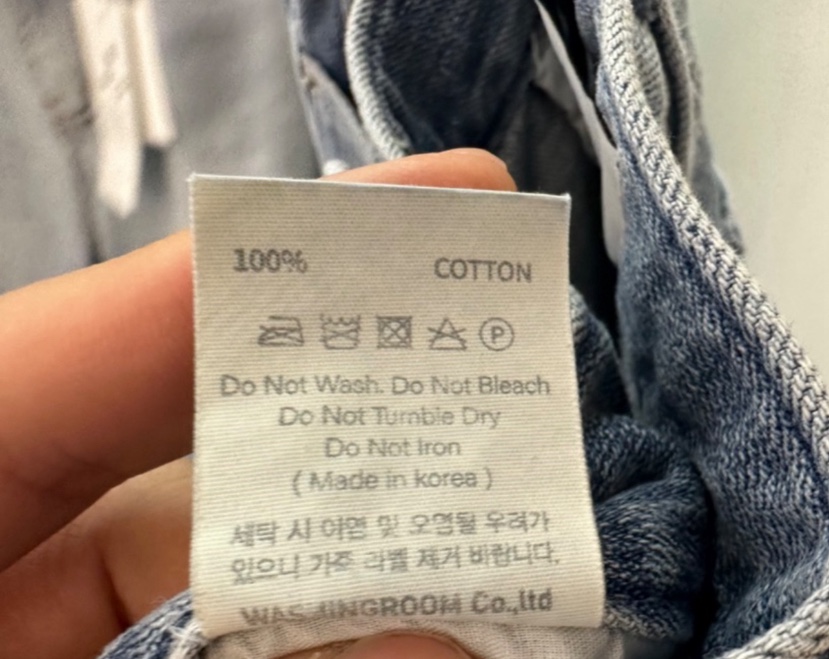 100% COTTON
P
Do Not Wash. Do Not Bleach
Do Not Tumble Dry
Do Not Iron
( Made in korea )
세탁 시 이염 및 오염될 우려가
있으니 가죽 라벨 제거 바랍니다.
WASHINGROOM Co.,ltd